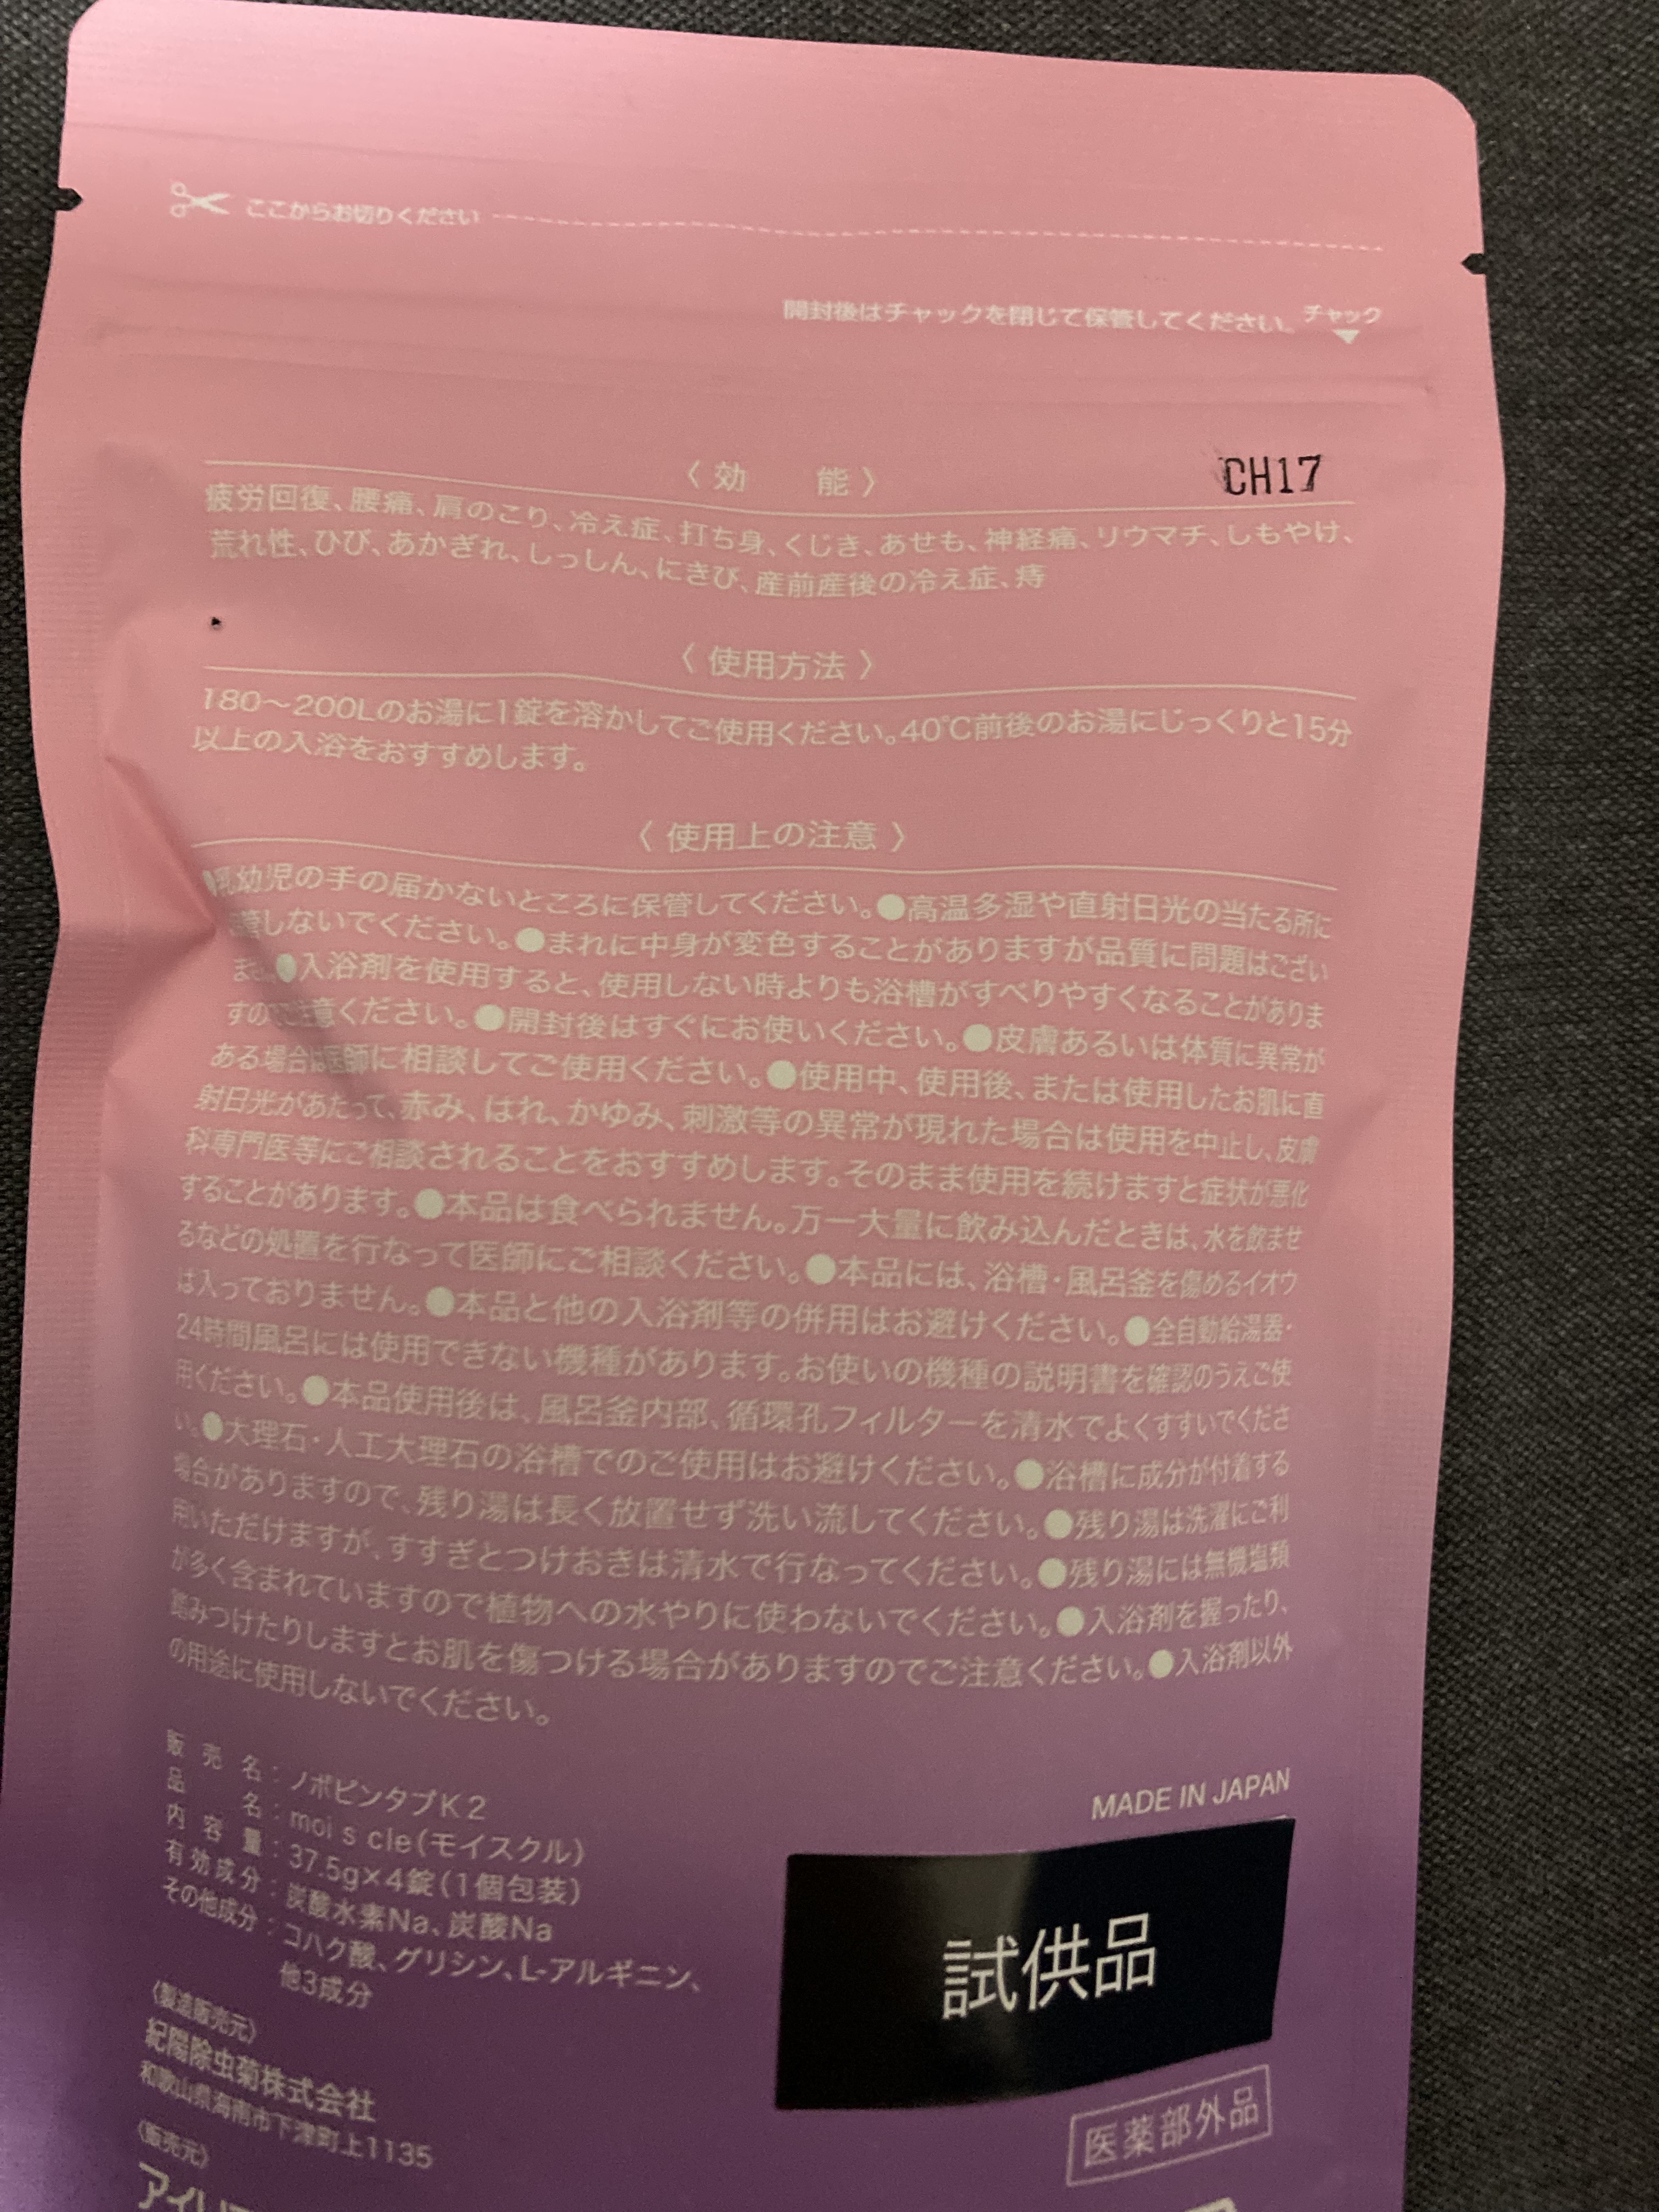 ここからお切りください
開封後はチャックを閉じて保管してください。
チャック
〈 効 能 〉
CH17
疲労回復、腰痛、肩のこり、冷え症、打ち身、くじき、あせも、神経痛、リウマチ、しもやけ、
荒れ性、ひび、あかぎれ、しっしん、にきび、産前産後の冷え症、痔
〈 使用方法 〉
180〜200Lのお湯に1錠を溶かしてご使用ください。40℃前後のお湯にじっくりと15分
以上の入浴をおすすめします。
〈 使用上の注意 〉
●乳幼児の手の届かないところに保管してください。●高温多湿や直射日光の当たる所に
管しないでください。●まれに中身が変色することがありますが品質に問題はござい
ません。●入浴剤を使用すると、使用しない時よりも浴槽がすべりやすくなることがありま
すのでご注意ください。●開封後はすぐにお使いください。●皮膚あるいは体質に異常が
ある場合は医師に相談してご使用ください。●使用中、使用後、または使用したお肌に直
射日光があたって、赤み、はれ、かゆみ、刺激等の異常が現れた場合は使用を中止し、皮膚
科専門医等にご相談されることをおすすめします。そのまま使用を続けますと症状が悪化
することがあります。●本品は食べられません。万一大量に飲み込んだときは、水を飲ませ
るなどの処置を行なって医師にご相談ください。●本品には、浴槽・風呂釜を傷めるイオウ
は入っておりません。●本品と他の入浴剤等の併用はお避けください。●全自動給湯器・
24時間風呂には使用できない機種があります。お使いの機種の説明書を確認のうえご使
用ください。●本品使用後は、風呂釜内部、循環孔フィルターを清水でよくすすいでくださ
い。●大理石・人工大理石の浴槽でのご使用はお避けください。●浴槽に成分が付着する
場合がありますので、残り湯は長く放置せず洗い流してください。●残り湯は洗濯にご利
用いただけますが、すすぎとつけおきは清水で行なってください。●残り湯には無機塩類
が多く含まれていますので植物への水やりに使わないでください。●入浴剤を握ったり、
踏みつけたりしますとお肌を傷つける場合がありますのでご注意ください。●入浴剤以外
の用途に使用しないでください。
販売名：ノボピンタブK2
品名：moi s cle（モイスクル）
内容量：37.5g×4錠（1個包装）
有効成分：炭酸水素Na、炭酸Na
その他成分：コハク酸、グリシン、L-アルギニン、
他3成分
MADE IN JAPAN
試供品
〈製造販売元〉
紀陽除虫菊株式会社
和歌山県海南市下津町上1135
医薬部外品
〈販売元〉